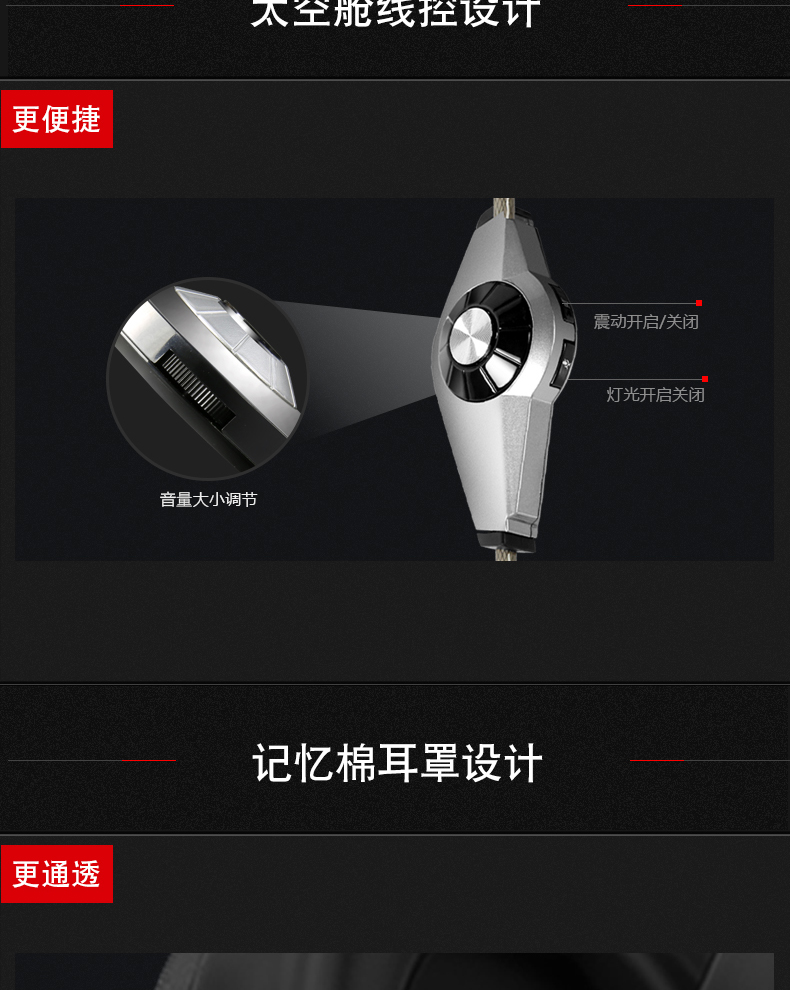 太空舱线控设计
更便捷
震动开启/关闭
灯光开启关闭
音量大小调节
记忆棉耳罩设计
更通透